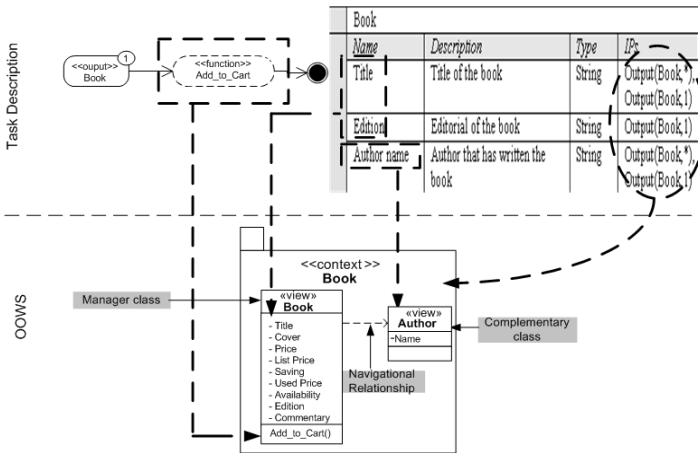 Task Description
1
<<ouput>>
Book
<<function>>
Add_to_Cart
Book
Name Description Type IPs
Title Title of the book String Output(Book,*),
Output(Book,1)
Edition Editorial of the book String Output(Book,1)
Author name Author that has written the String Output(Book,*),
book Output(Book,1)
OOWS
<<context >>
Book
Manager class
«view»
Book
- Title
- Cover
- Price
- List Price
- Saving
- Used Price
- Availability
- Edition
- Commentary
Add_to_Cart()
«view»
Author
-Name
Complementary
class
Navigational
Relationship